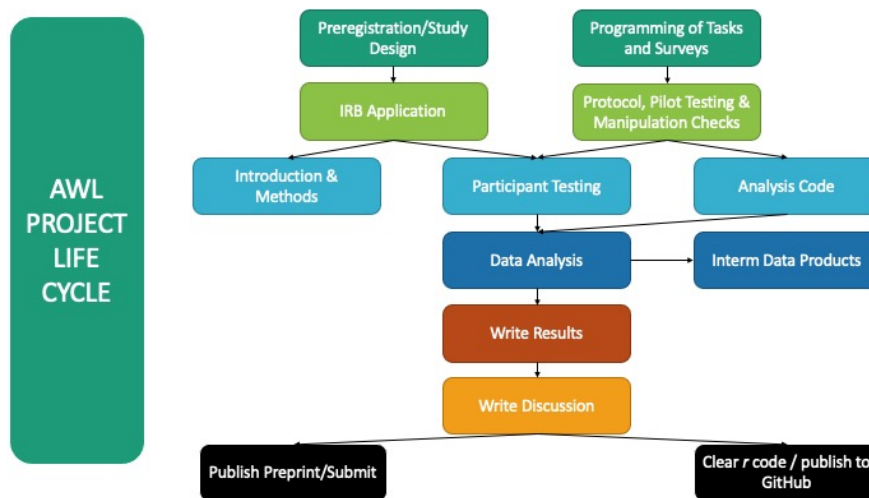 AWL
PROJECT
LIFE
CYCLE
Preregistration/Study
Design
Programming of Tasks
and Surveys
IRB Application
Protocol, Pilot Testing &
Manipulation Checks
Introduction &
Methods
Participant Testing
Analysis Code
Data Analysis
Interm Data Products
Write Results
Write Discussion
Publish Preprint/Submit
Clear r code / publish to
GitHub